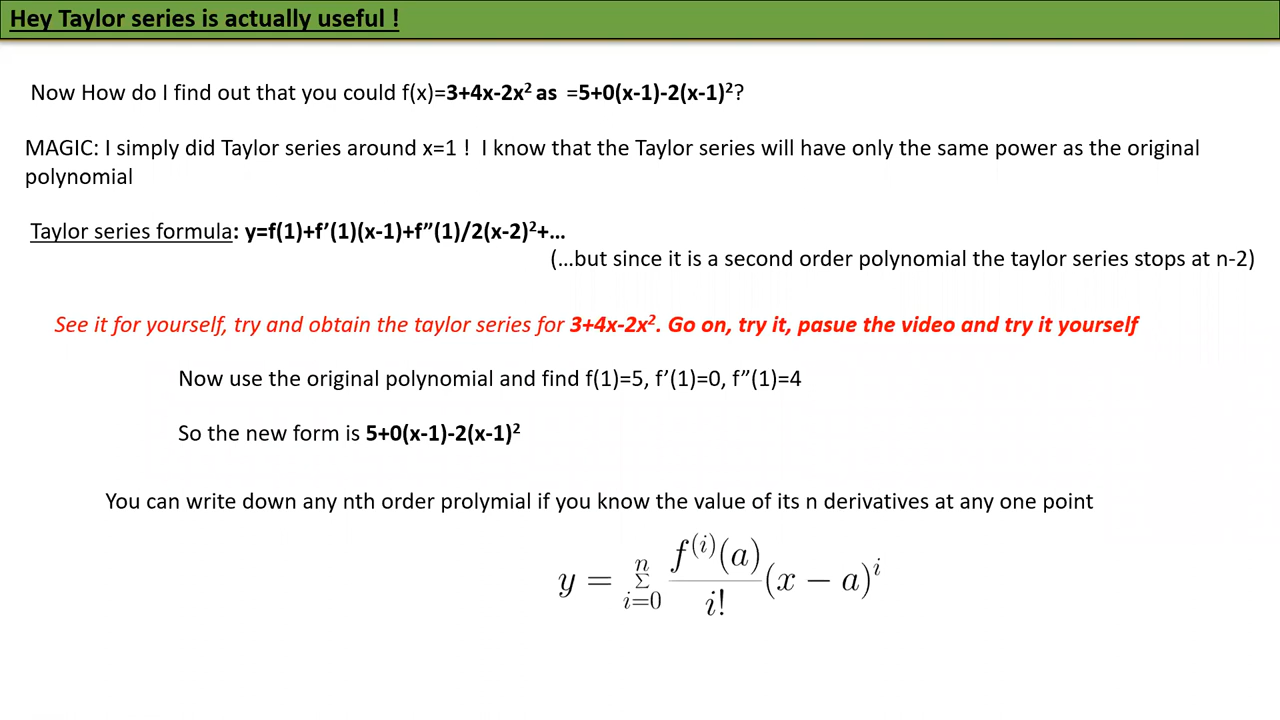 Hey Taylor series is actually useful !
Now How do I find out that you could f(x)=3+4x-2x² as =5+0(x-1)-2(x-1)²?
MAGIC: I simply did Taylor series around x=1 ! I know that the Taylor series will have only the same power as the original
polynomial
Taylor series formula: y=f(1)+f’(1)(x-1)+f”(1)/2(x-2)²+…
(…but since it is a second order polynomial the taylor series stops at n-2)
See it for yourself, try and obtain the taylor series for 3+4x-2x². Go on, try it, pasue the video and try it yourself
Now use the original polynomial and find f(1)=5, f’(1)=0, f”(1)=4
So the new form is 5+0(x-1)-2(x-1)²
You can write down any nth order prolymial if you know the value of its n derivatives at any one point
y = Σ_{i=0}^{n} f^{(i)}(a)/i! (x − a)^i